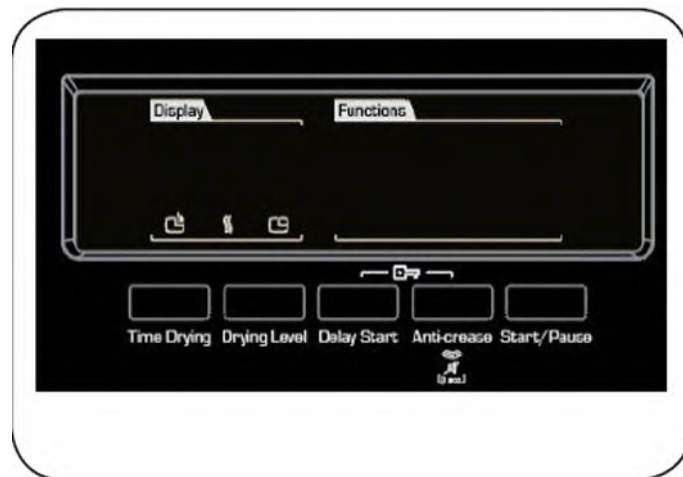 Display
Functions
Time Drying
Drying Level
Delay Start
Anti-crease
Start/Pause